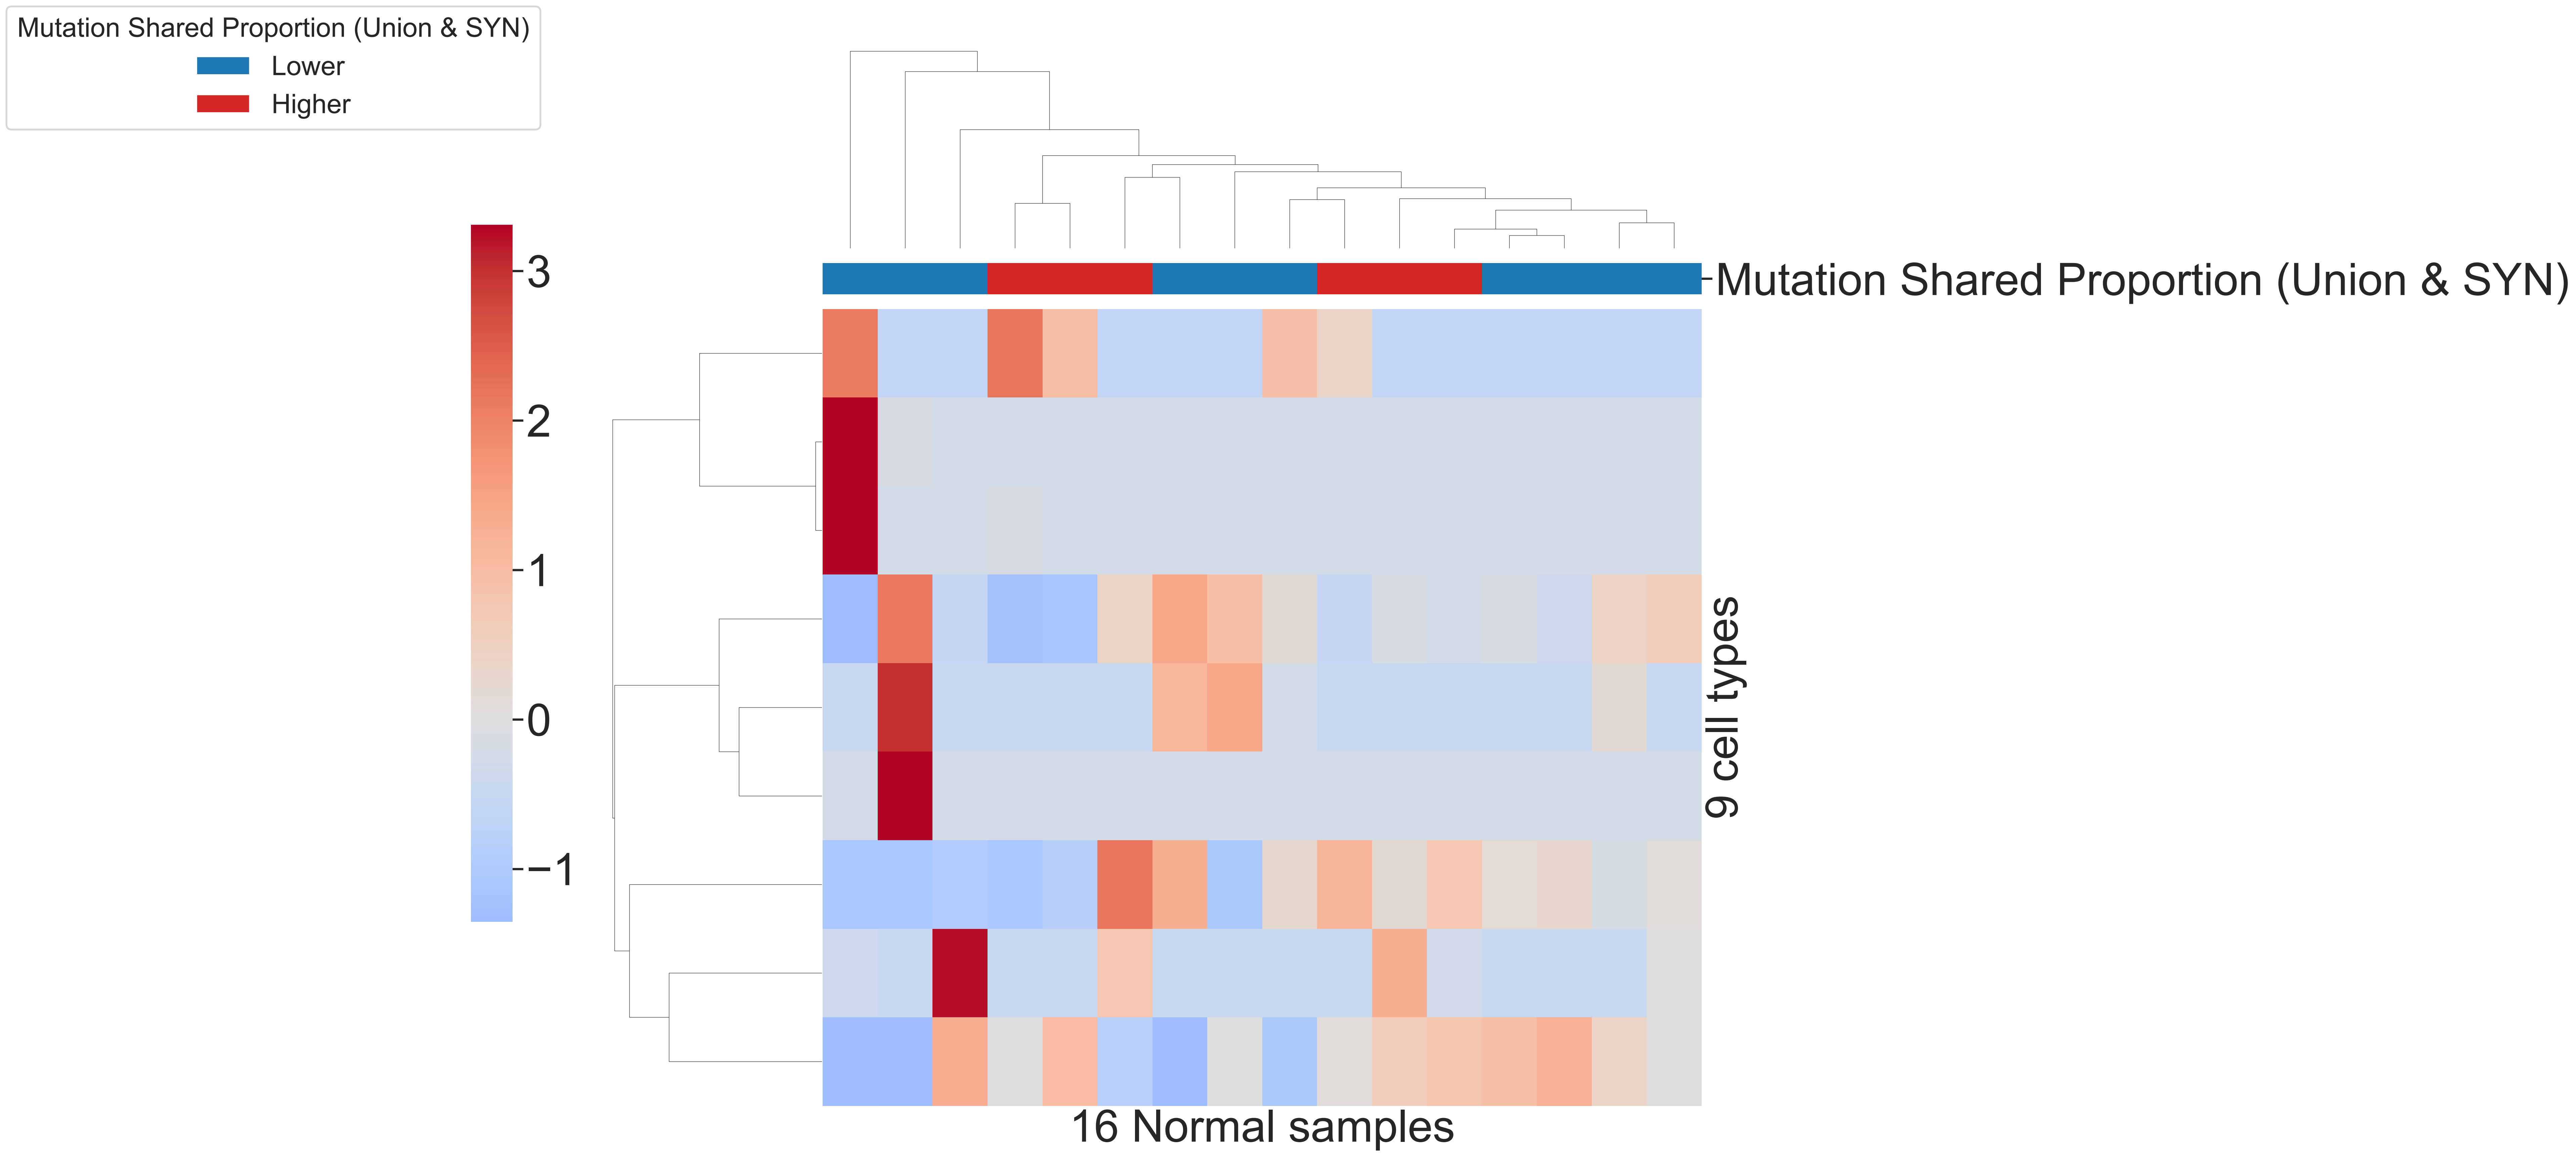 Mutation Shared Proportion (Union & SYN)
Lower
Higher
3
2
1
0
−1
Mutation Shared Proportion (Union & SYN)
9 cell types
16 Normal samples